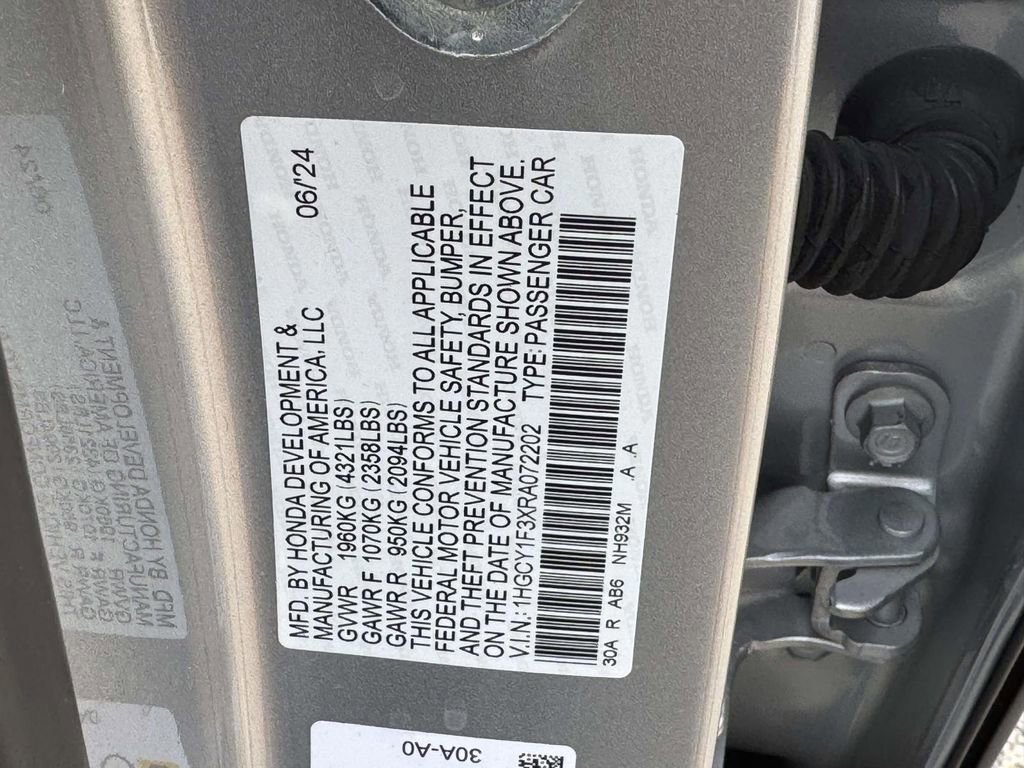 MFD. BY HONDA DEVELOPMENT & 06/'24
MANUFACTURING OF AMERICA, LLC
GVWR 1960KG (4321LBS)
GAWR F 1070KG (2358LBS)
GAWR R 950KG (2094LBS)
THIS VEHICLE CONFORMS TO ALL APPLICABLE
FEDERAL MOTOR VEHICLE SAFETY, BUMPER,
AND THEFT PREVENTION STANDARDS IN EFFECT
ON THE DATE OF MANUFACTURE SHOWN ABOVE.
V.I.N.: 1HGCY1F3XRA072202 TYPE: PASSENGER CAR
30A R AB6 NH932M .A .A
30A-A0